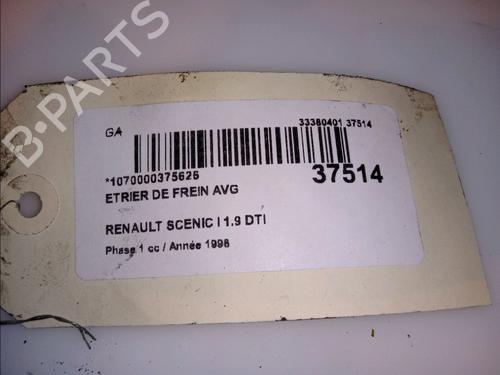 B-PARTS
GA 33380401 37514
*1070000375626 37514
ETRIER DE FREIN AVG
RENAULT SCENIC I 1.9 DTI
Phase 1 cc / Année 1998